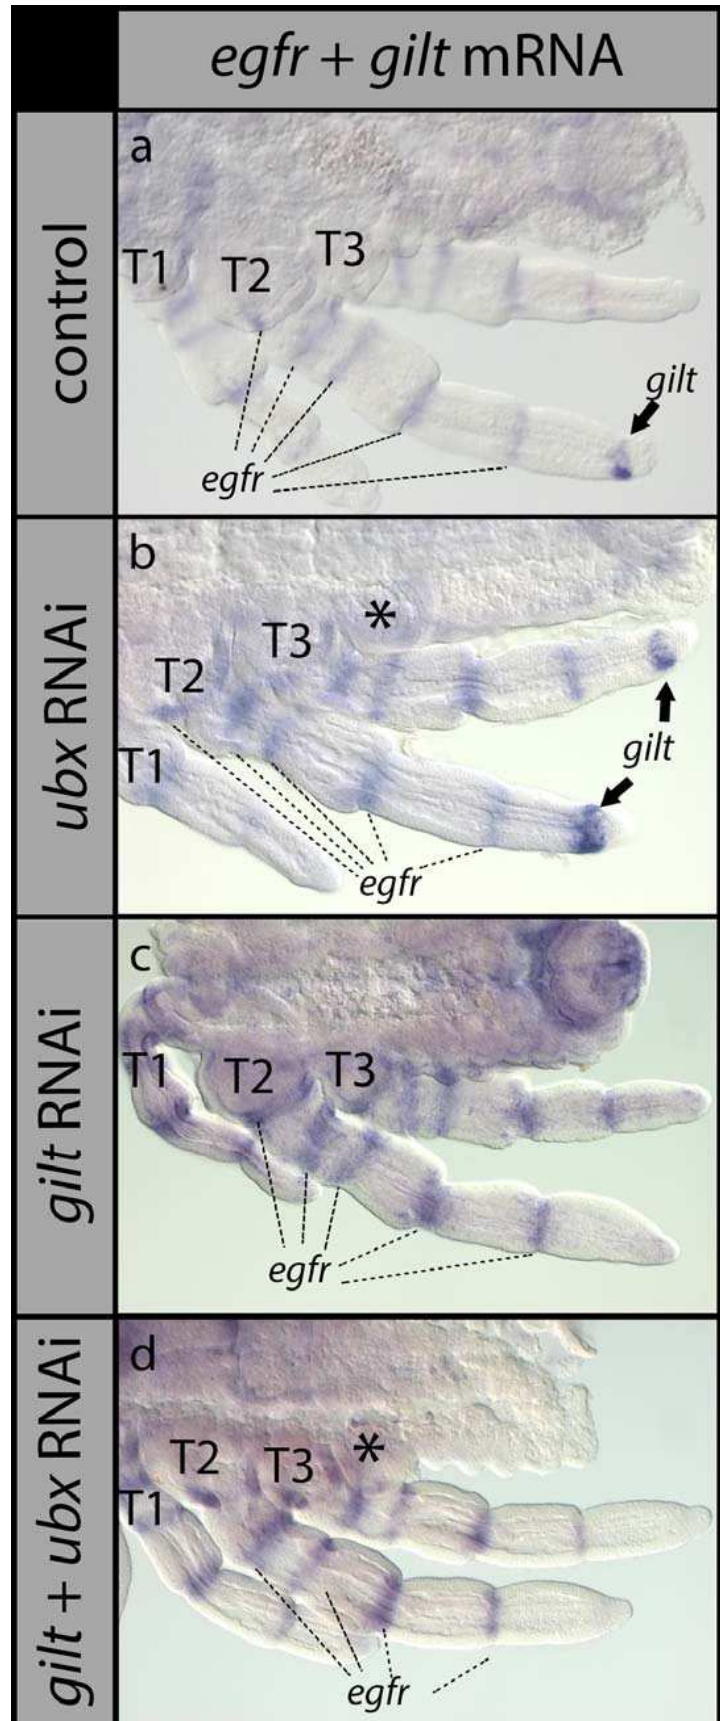 egfr + gilt mRNA
control
a
T1
T2
T3
gilt
egfr
ubx RNAi
b
*
T3
T2
T1
gilt
egfr
gilt RNAi
c
T1
T2
T3
egfr
gilt + ubx RNAi
d
*
T2
T3
T1
egfr